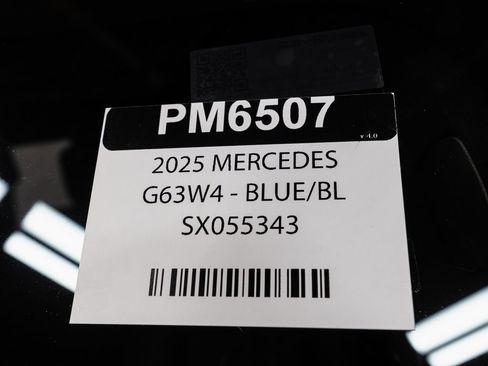 PM6507
v 4.0
2025 MERCEDES
G63W4 - BLUE/BL
SX055343